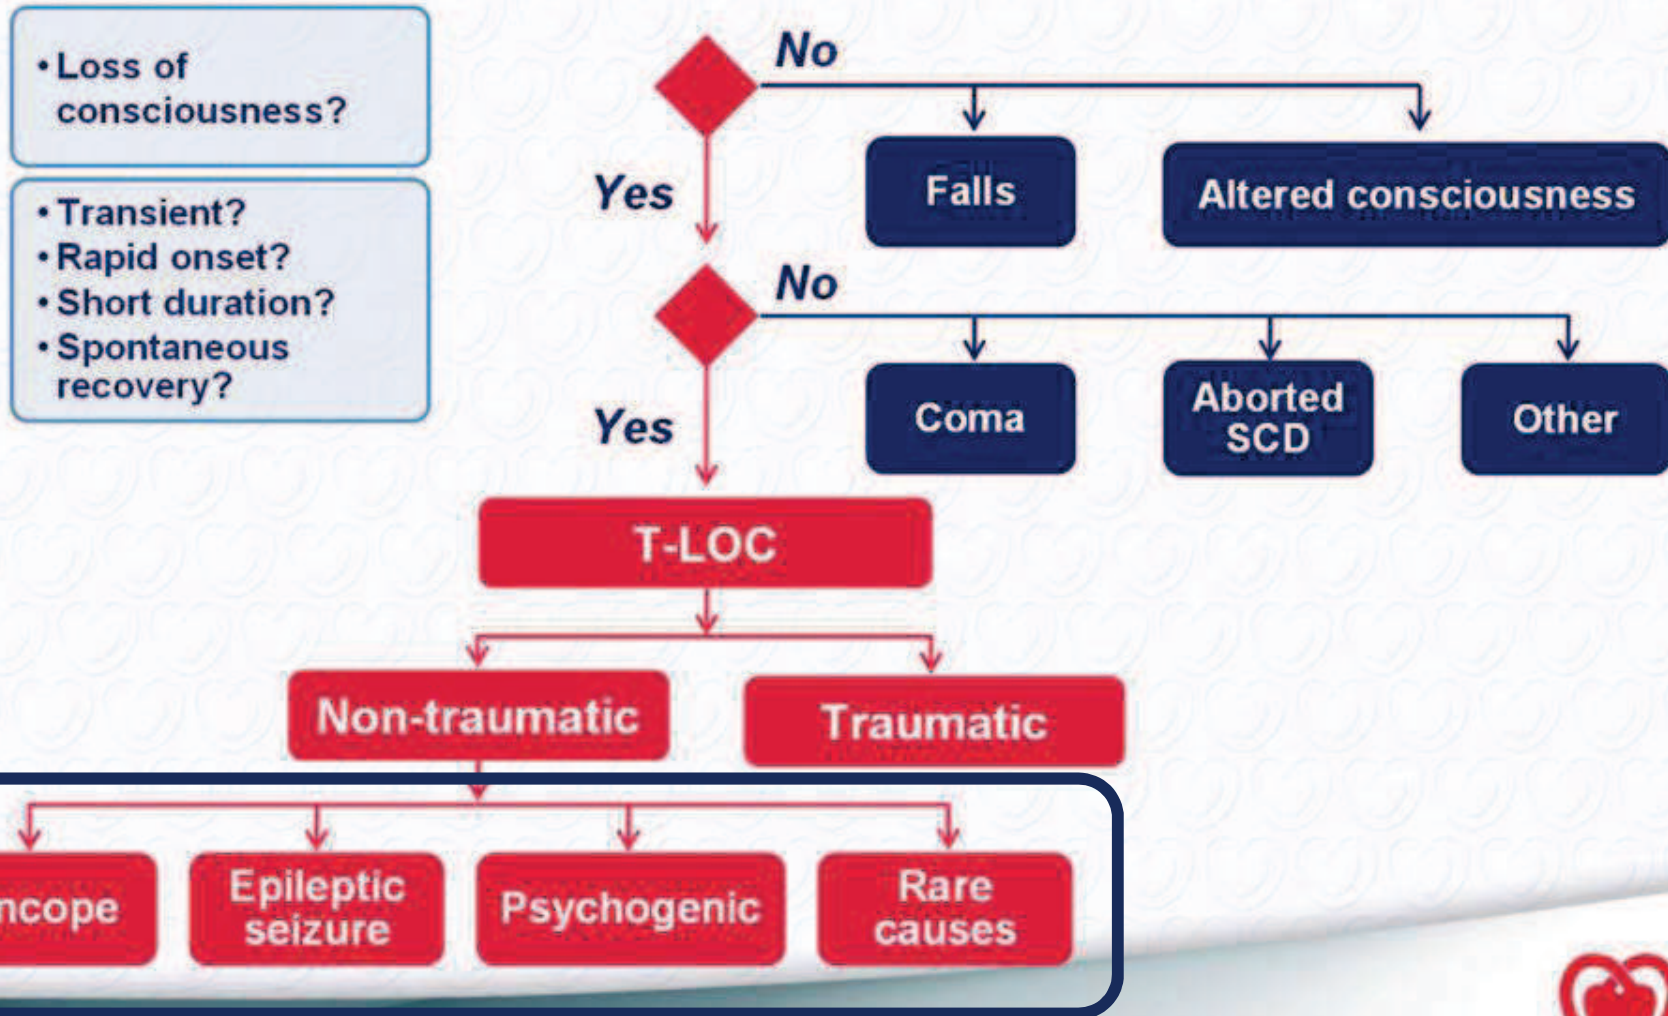 • Loss of
consciousness?
• Transient?
• Rapid onset?
• Short duration?
• Spontaneous
recovery?
No
Yes
Falls
Altered consciousness
No
Yes
Coma
Aborted
SCD
Other
T-LOC
Non-traumatic
Traumatic
ncope
Epileptic
seizure
Psychogenic
Rare
causes